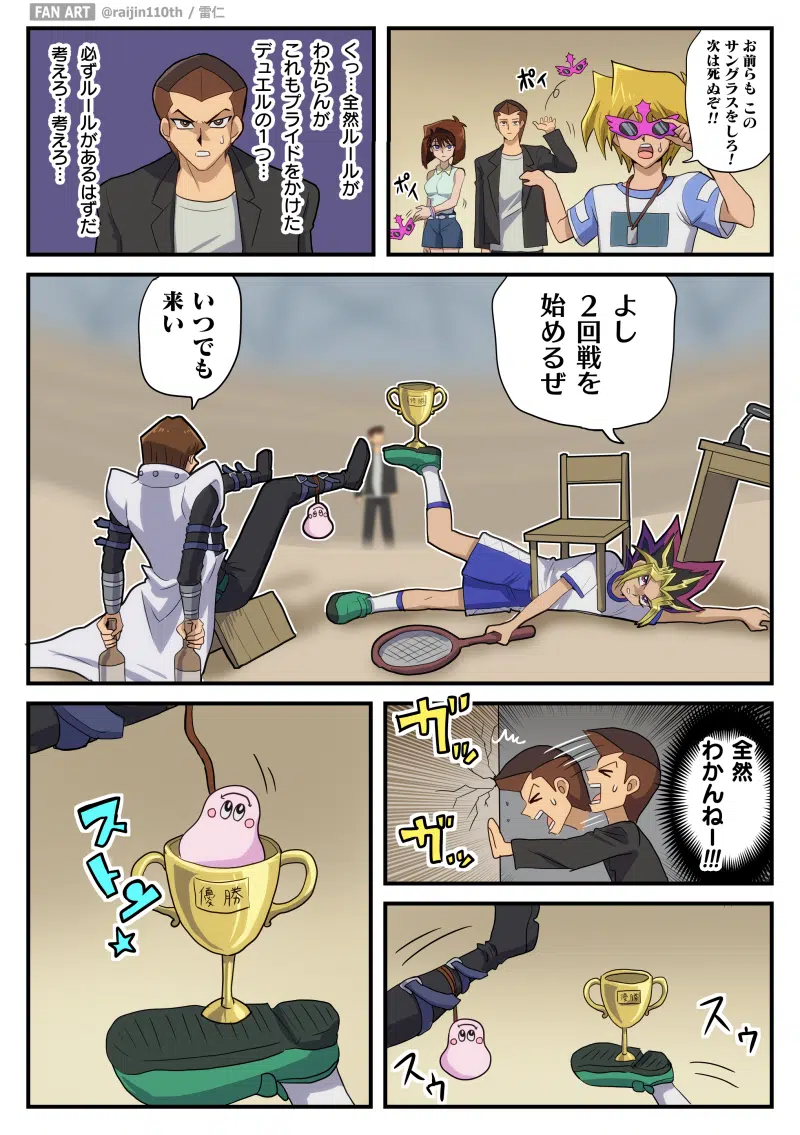 FAN ART @raijin110th / 雷仁
お前らも この
サングラスをしろ!
次は死ぬぞ!!
ポイ
ポイ
くっ…全然ルールが
わからんが
これもプライドをかけた
デュエルの1つ…
必ずルールがあるはずだ
考えろ…考えろ…
よし
2回戦を
始めるぜ
いつでも
来い
優勝
全然
わかんねー!!!
ガッ
ガッ
スゥ
スゥ
優勝
ストン☆
優勝